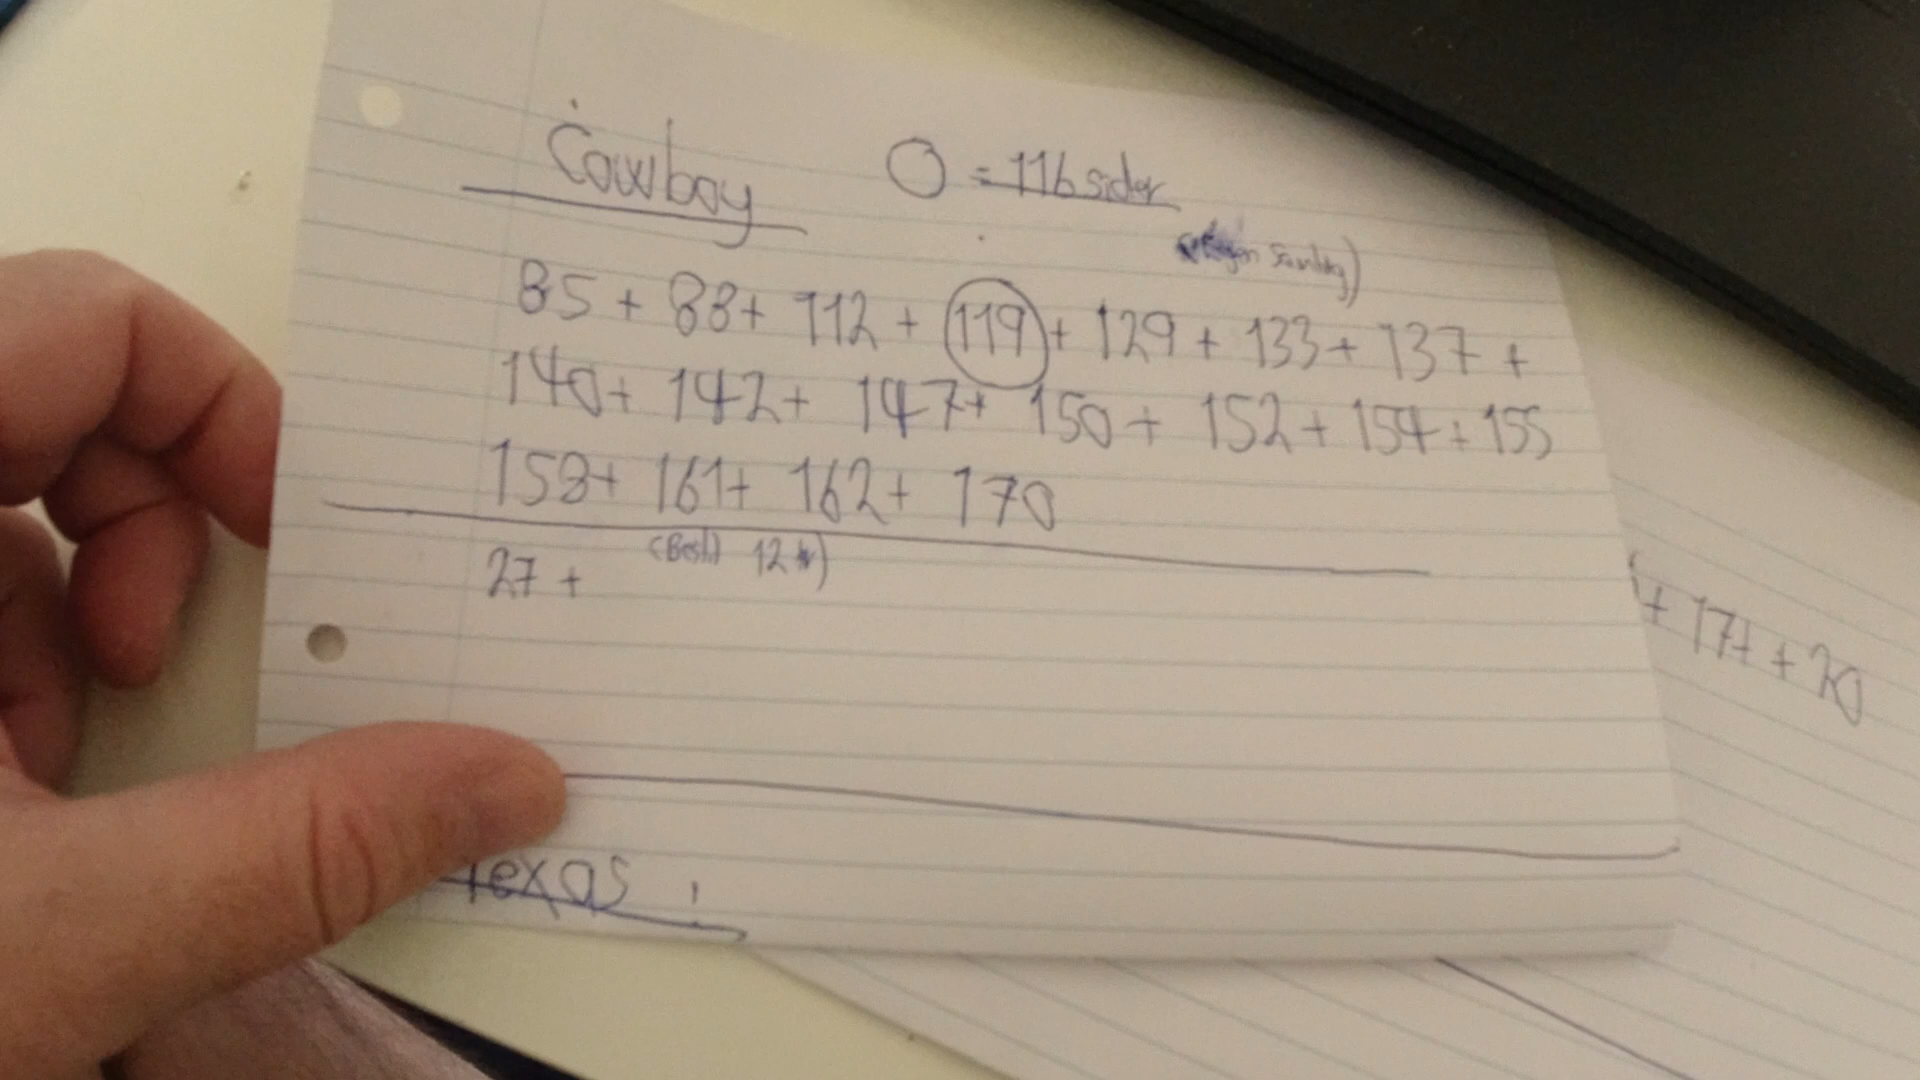 Cowboy O = 116 sider
85 + 88 + 112 + 119 + 129 + 133 + 137 +
140 + 142 + 147 + 150 + 152 + 154 + 155
158 + 161 + 162 + 170
27 + 12
Texas
+ 20